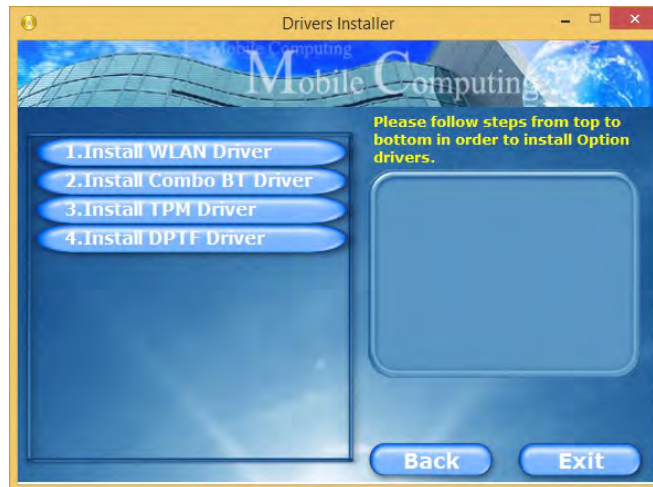 Drivers Installer
Mobile Computing
Mobile Computing
Please follow steps from top to
bottom in order to install Option
drivers.
1.Install WLAN Driver
2.Install Combo BT Driver
3.Install TPM Driver
4.Install DPTF Driver
Back
Exit